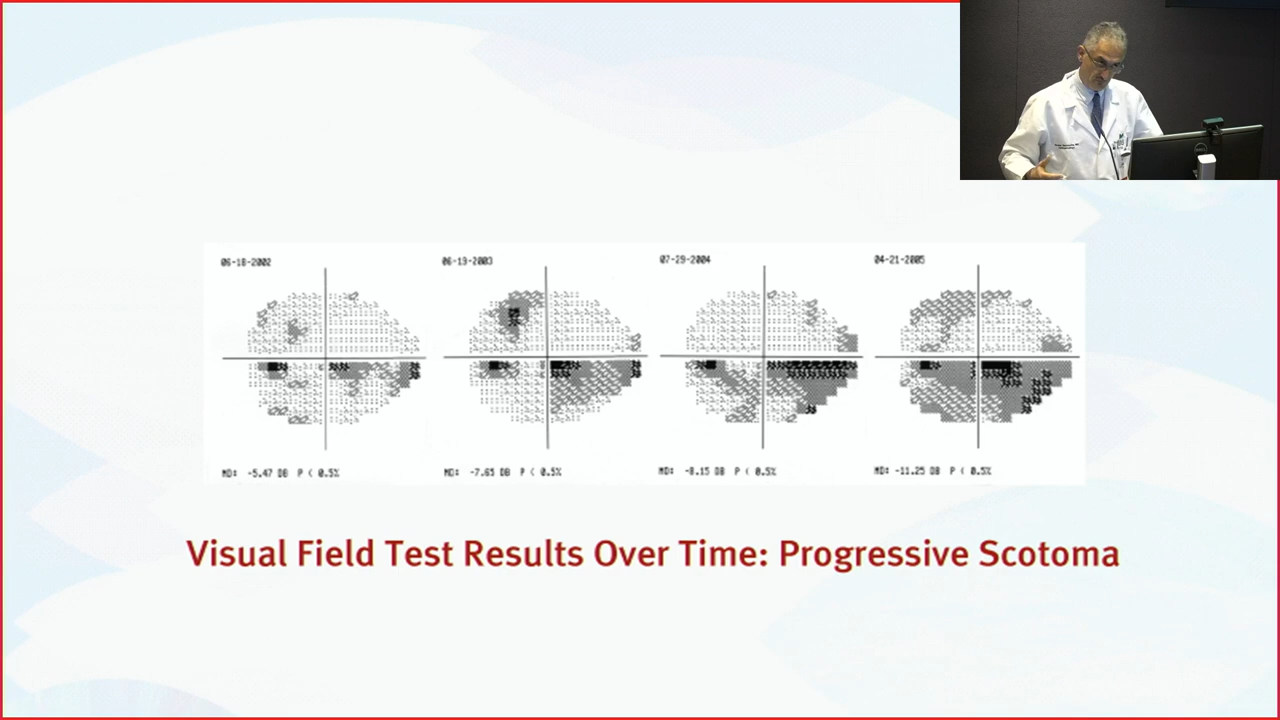 06-18-2002
06-19-2003
07-29-2004
04-21-2005
MD: -5.47 DB P < 0.5%
MD: -7.65 DB P < 0.5%
MD: -8.15 DB P < 0.5%
MD: -11.25 DB P < 0.5%
Visual Field Test Results Over Time: Progressive Scotoma
DELL